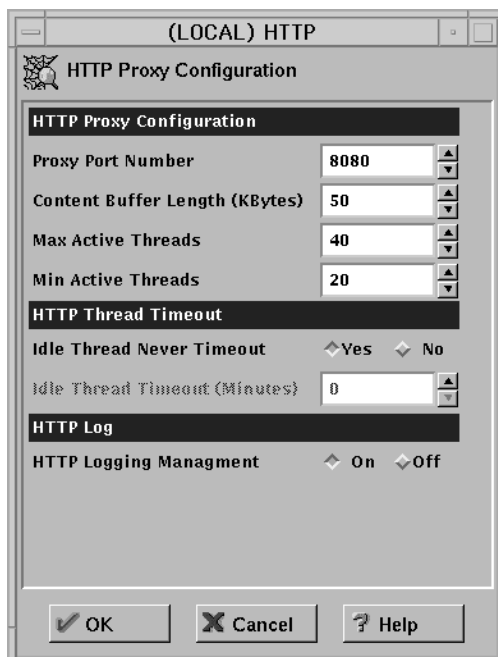 (LOCAL) HTTP
HTTP Proxy Configuration
HTTP Proxy Configuration
Proxy Port Number 8080
Content Buffer Length (KBytes) 50
Max Active Threads 40
Min Active Threads 20
HTTP Thread Timeout
Idle Thread Never Timeout Yes No
Idle Thread Timeout (Minutes) 0
HTTP Log
HTTP Logging Managment On Off
OK Cancel Help